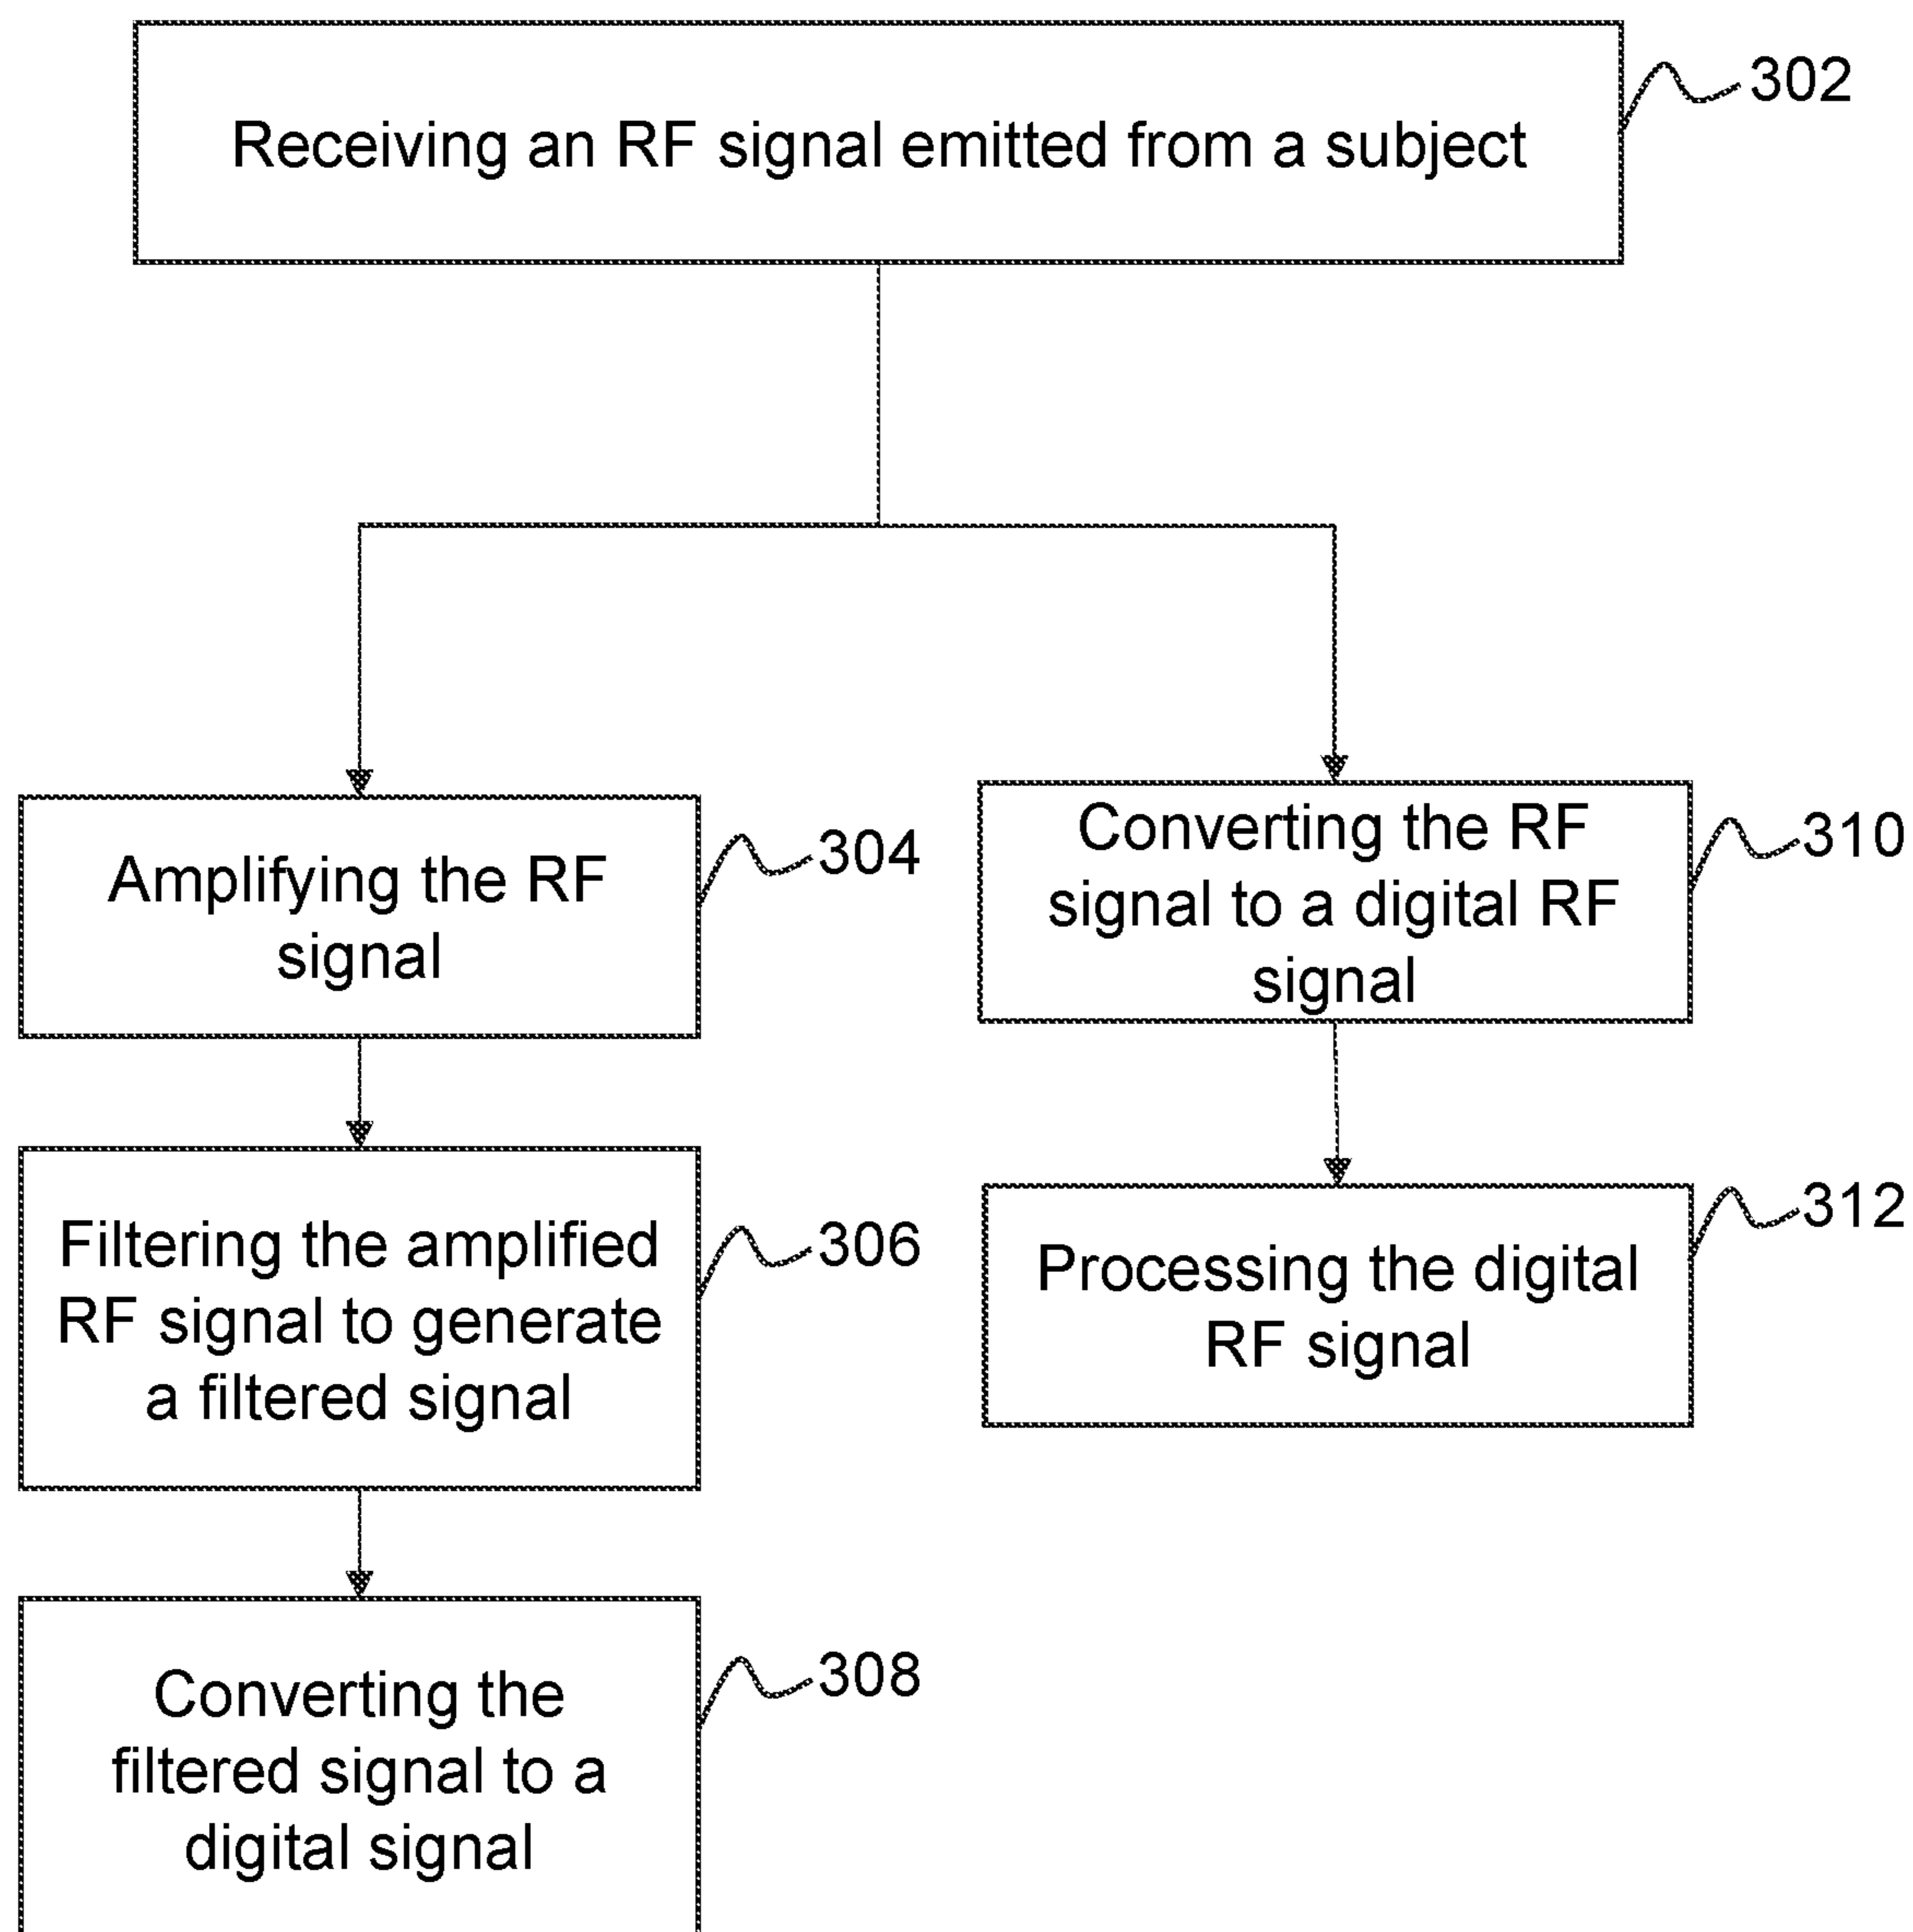 Receiving an RF signal emitted from a subject
302
Amplifying the RF
signal
304
Filtering the amplified
RF signal to generate
a filtered signal
306
Converting the
filtered signal to a
digital signal
308
Converting the RF
signal to a digital RF
signal
310
Processing the digital
RF signal
312